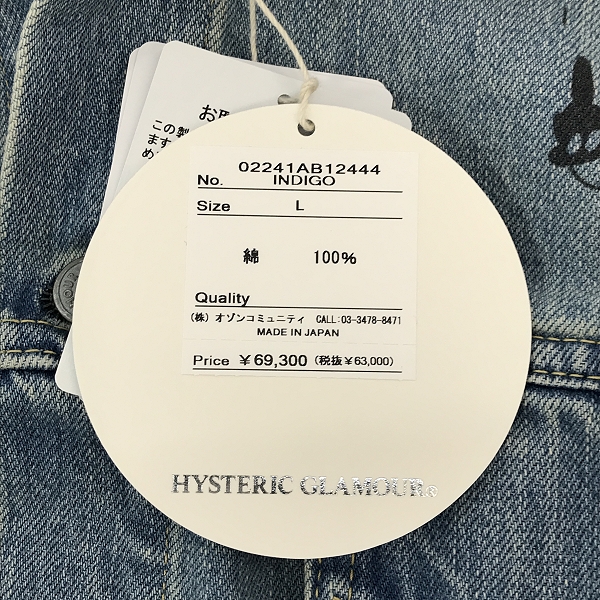 お
この製
ます
め
02241AB12444
No. INDIGO
Size L
綿 100%
Quality
(株) オゾンコミュニティ CALL:03-3478-8471
MADE IN JAPAN
Price ¥69,300 (税抜¥63,000)
HYSTERIC GLAMOUR®